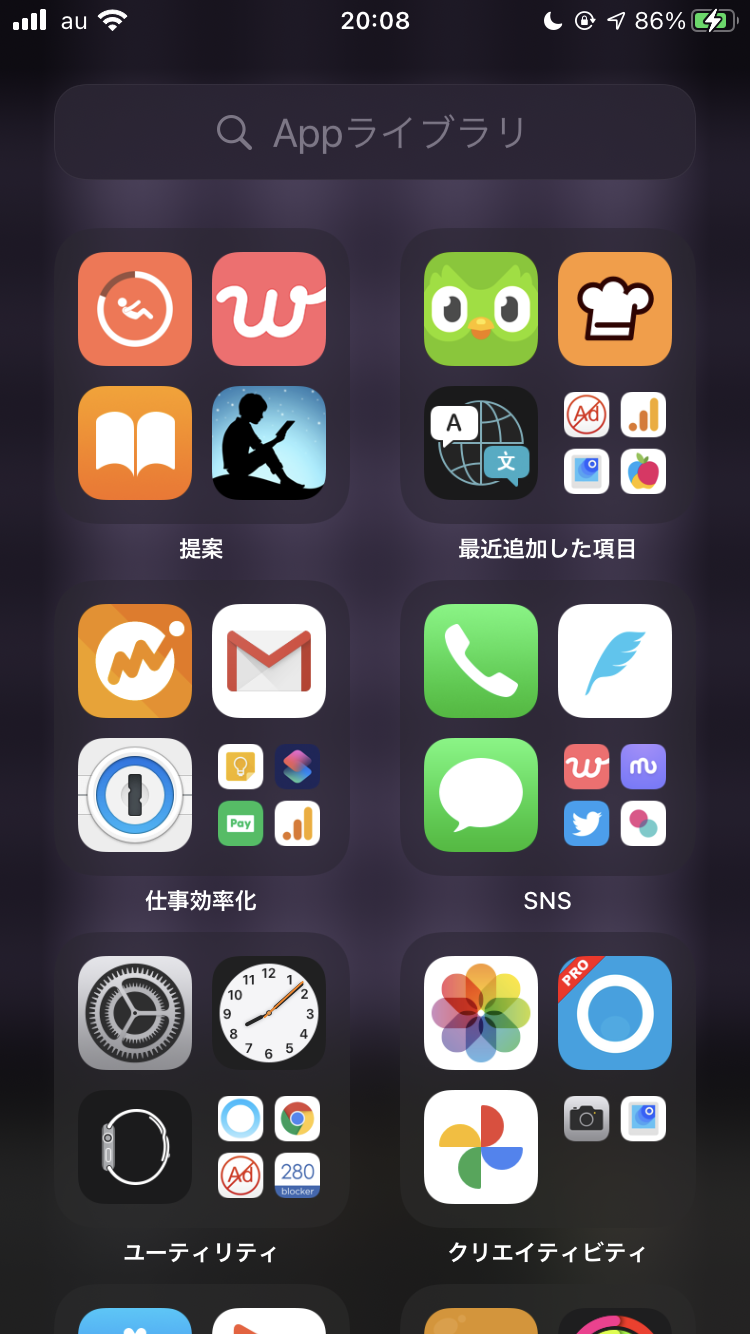 au 20:08 86%
Appライブラリ
W W
A
文
Ad
提案 最近追加した項目
Pay
仕事効率化 SNS
12
11 1
10 2
9 3
8 4
7 5
6
PRO
Ad 280
blocker
ユーティリティ クリエイティビティ